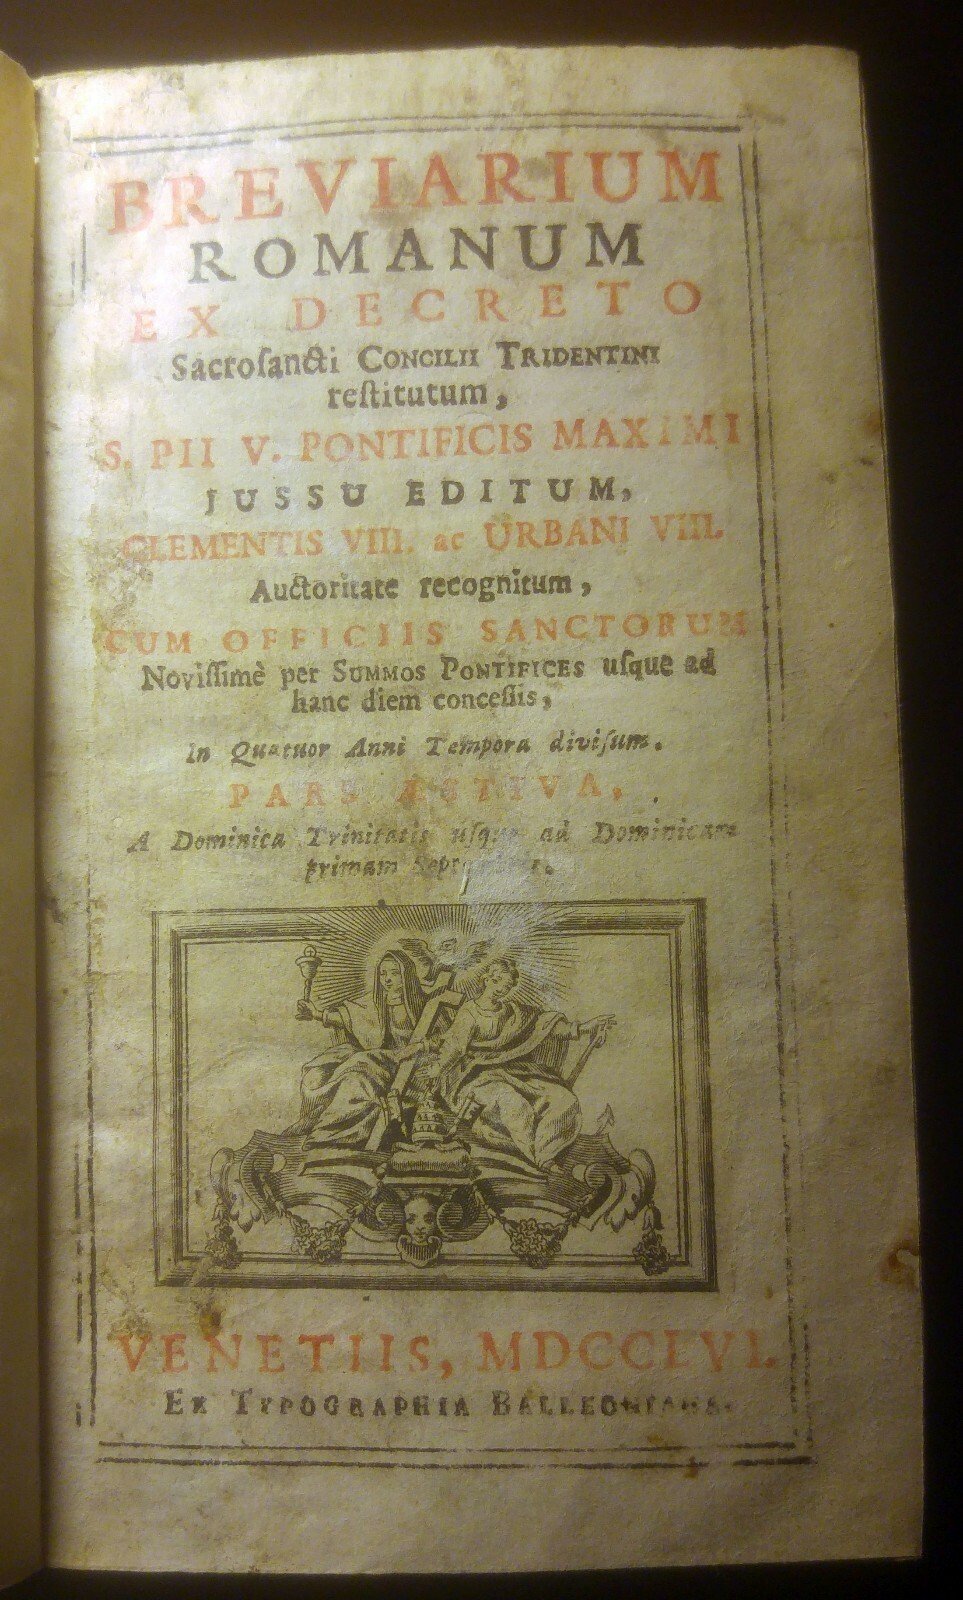 BREVIARIUM
ROMANUM
EX DECRETO
Sacroſancti CONCILII TRIDENTINI
reſtitutum,
S. PII V. PONTIFICIS MAXIMI
JUSSU EDITUM,
CLEMENTIS VIII. ac URBANI VIII.
Auctoritate recognitum,
CUM OFFICIIS SANCTORUM
Noviſſimè per SUMMOS PONTIFICES uſque ad
hanc diem conceſſis,
In Quatuor Anni Tempora diviſum.
PARS ÆSTIVA,
A Dominica Trinitatis uſque ad Dominicam
primam
VENETIIS, MDCCLVI.
EX TYPOGRAPHIA BALLEONIANA.